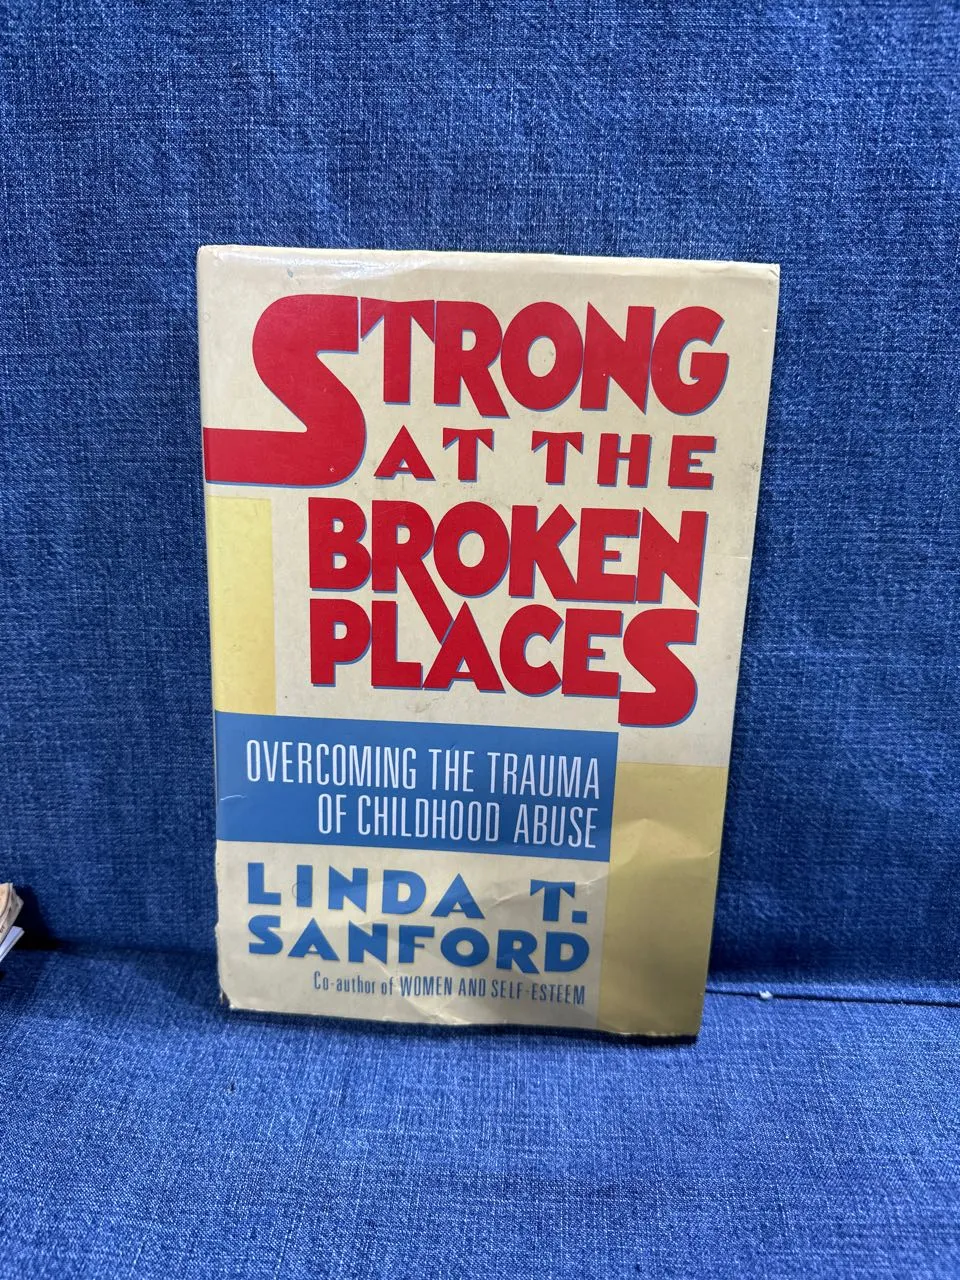 STRONG
AT THE
BROKEN
PLACES
OVERCOMING THE TRAUMA
OF CHILDHOOD ABUSE
LINDA T.
SANFORD
Co-author of WOMEN AND SELF-ESTEEM